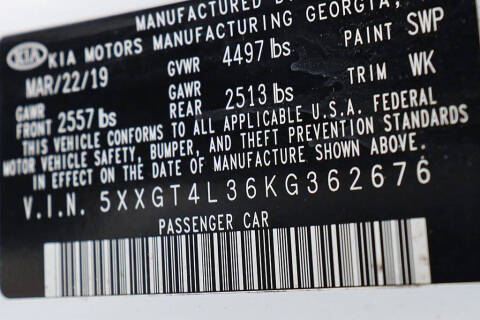 MANUFACTURED
KIA KIA MOTORS MANUFACTURING GEORGIA,
MAR/22/19 GVWR 4497 lbs PAINT SWP
GAWR FRONT 2557 lbs GAWR REAR 2513 lbs TRIM WK
THIS VEHICLE CONFORMS TO ALL APPLICABLE U.S.A. FEDERAL
MOTOR VEHICLE SAFETY, BUMPER, AND THEFT PREVENTION STANDARDS
IN EFFECT ON THE DATE OF MANUFACTURE SHOWN ABOVE.
V.I.N. 5XXGT4L36KG362676
PASSENGER CAR